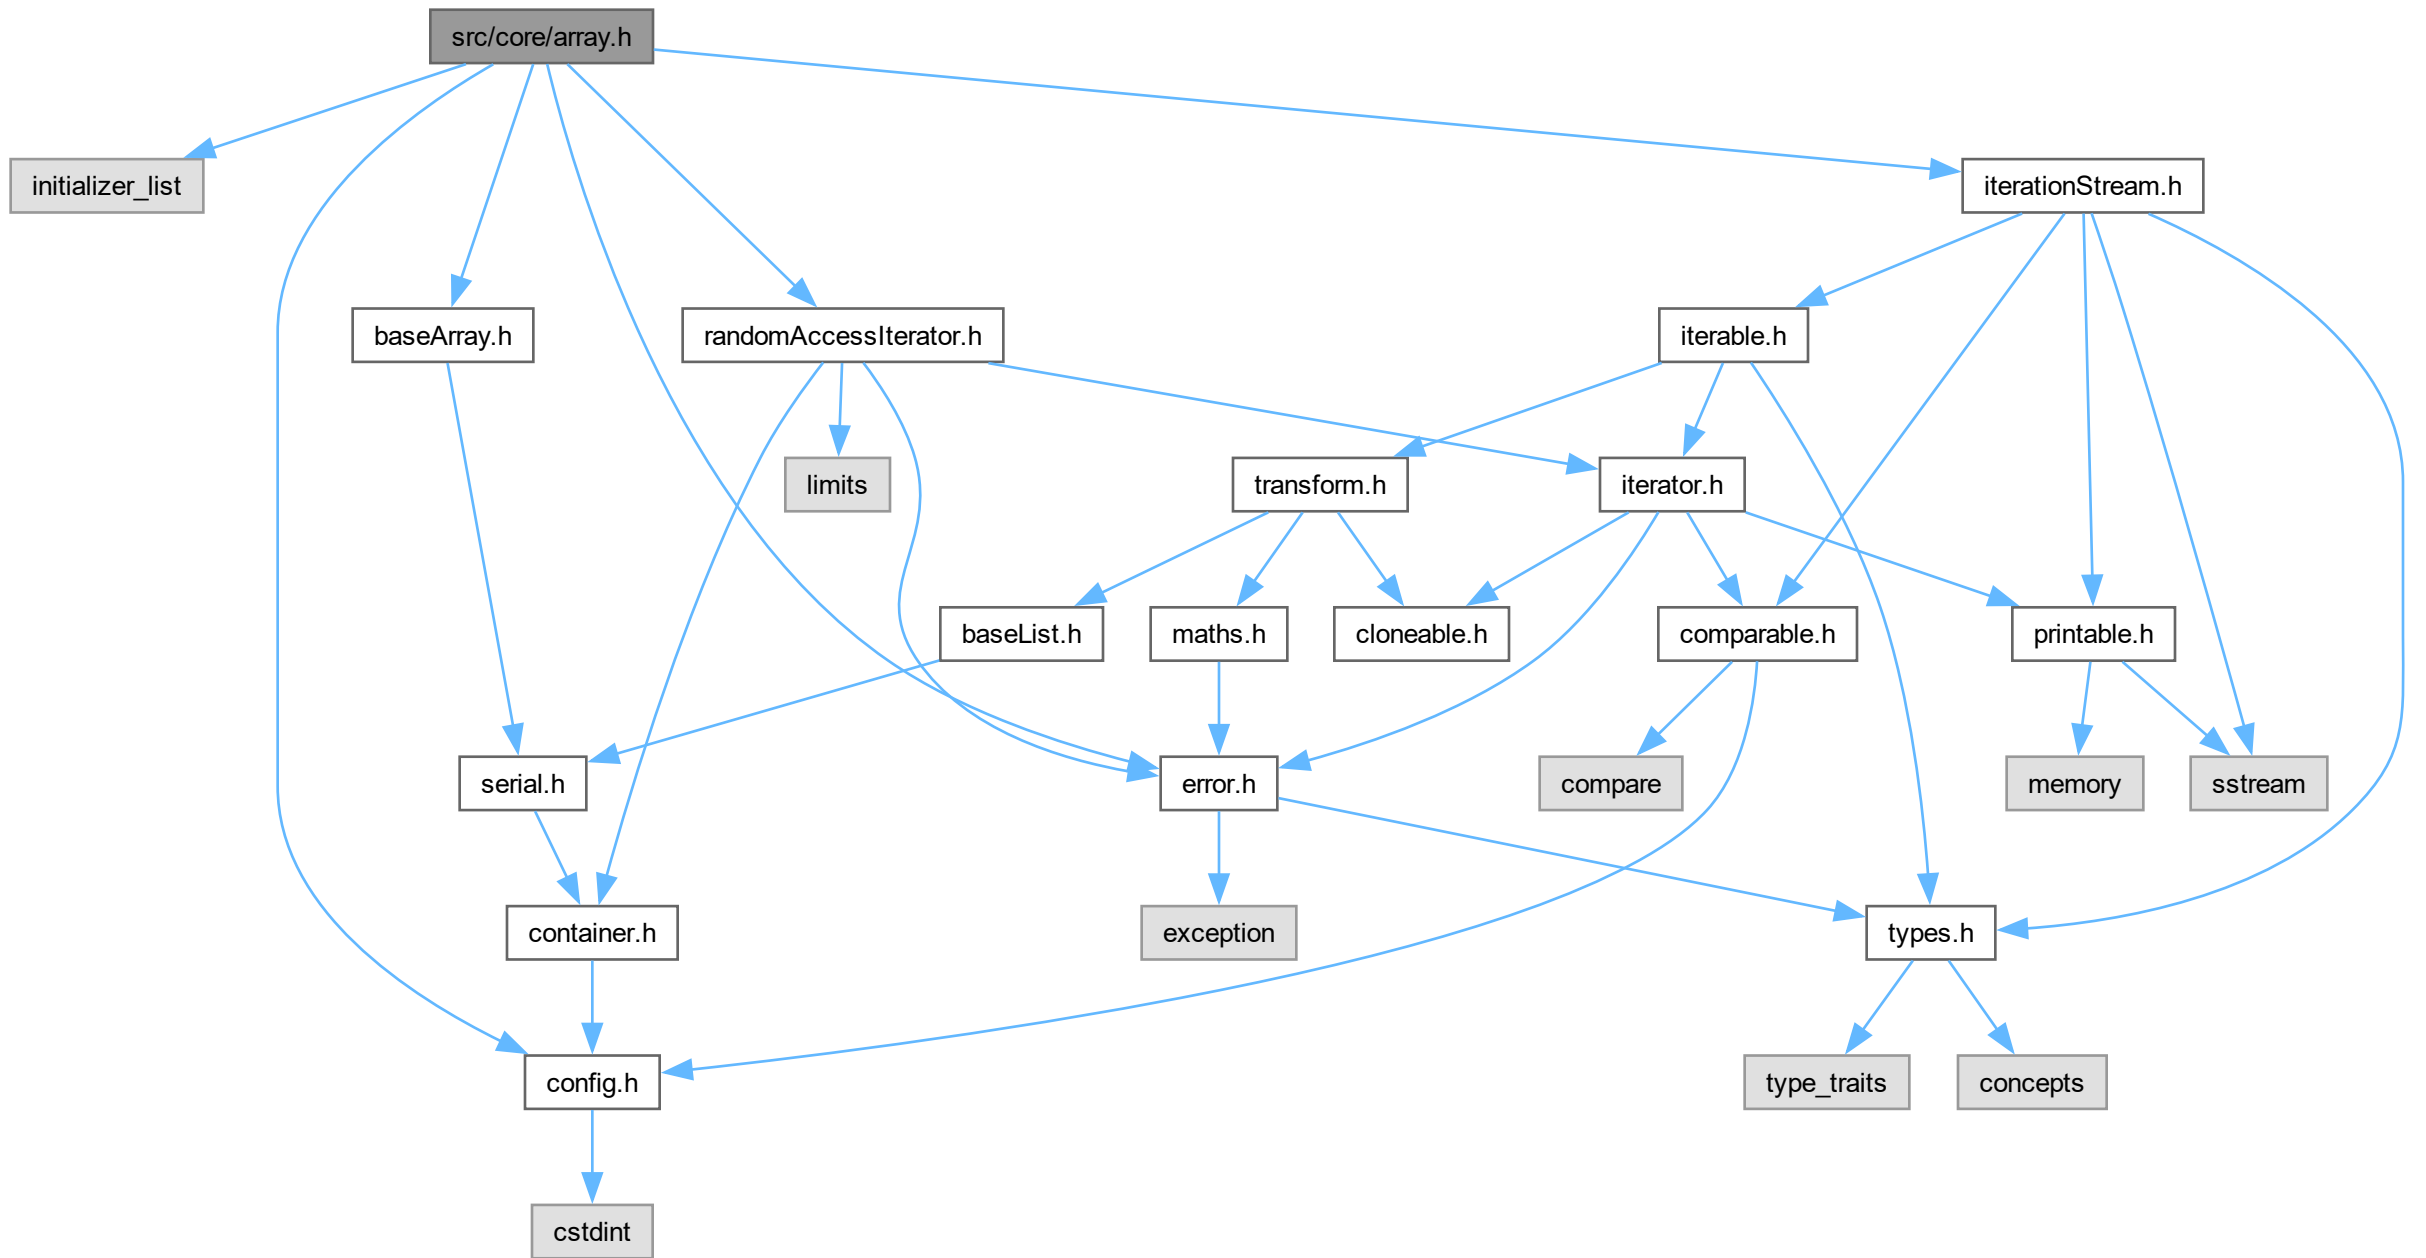 src/core/array.h
initializer_list
iterationStream.h
baseArray.h
randomAccessIterator.h
iterable.h
limits
transform.h
iterator.h
baseList.h
maths.h
cloneable.h
comparable.h
printable.h
serial.h
error.h
compare
memory
sstream
container.h
exception
types.h
config.h
type_traits
concepts
cstdint